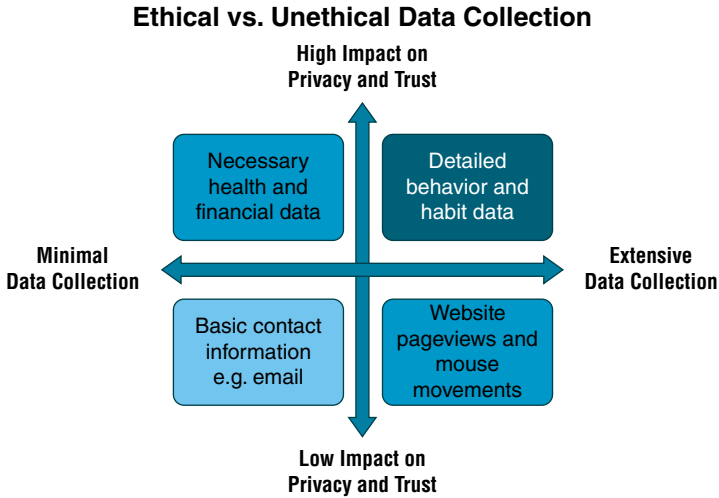 Ethical vs. Unethical Data Collection
High Impact on
Privacy and Trust
Necessary
health and
financial data
Detailed
behavior and
habit data
Minimal
Data Collection
Extensive
Data Collection
Basic contact
information
e.g. email
Website
pageviews and
mouse
movements
Low Impact on
Privacy and Trust